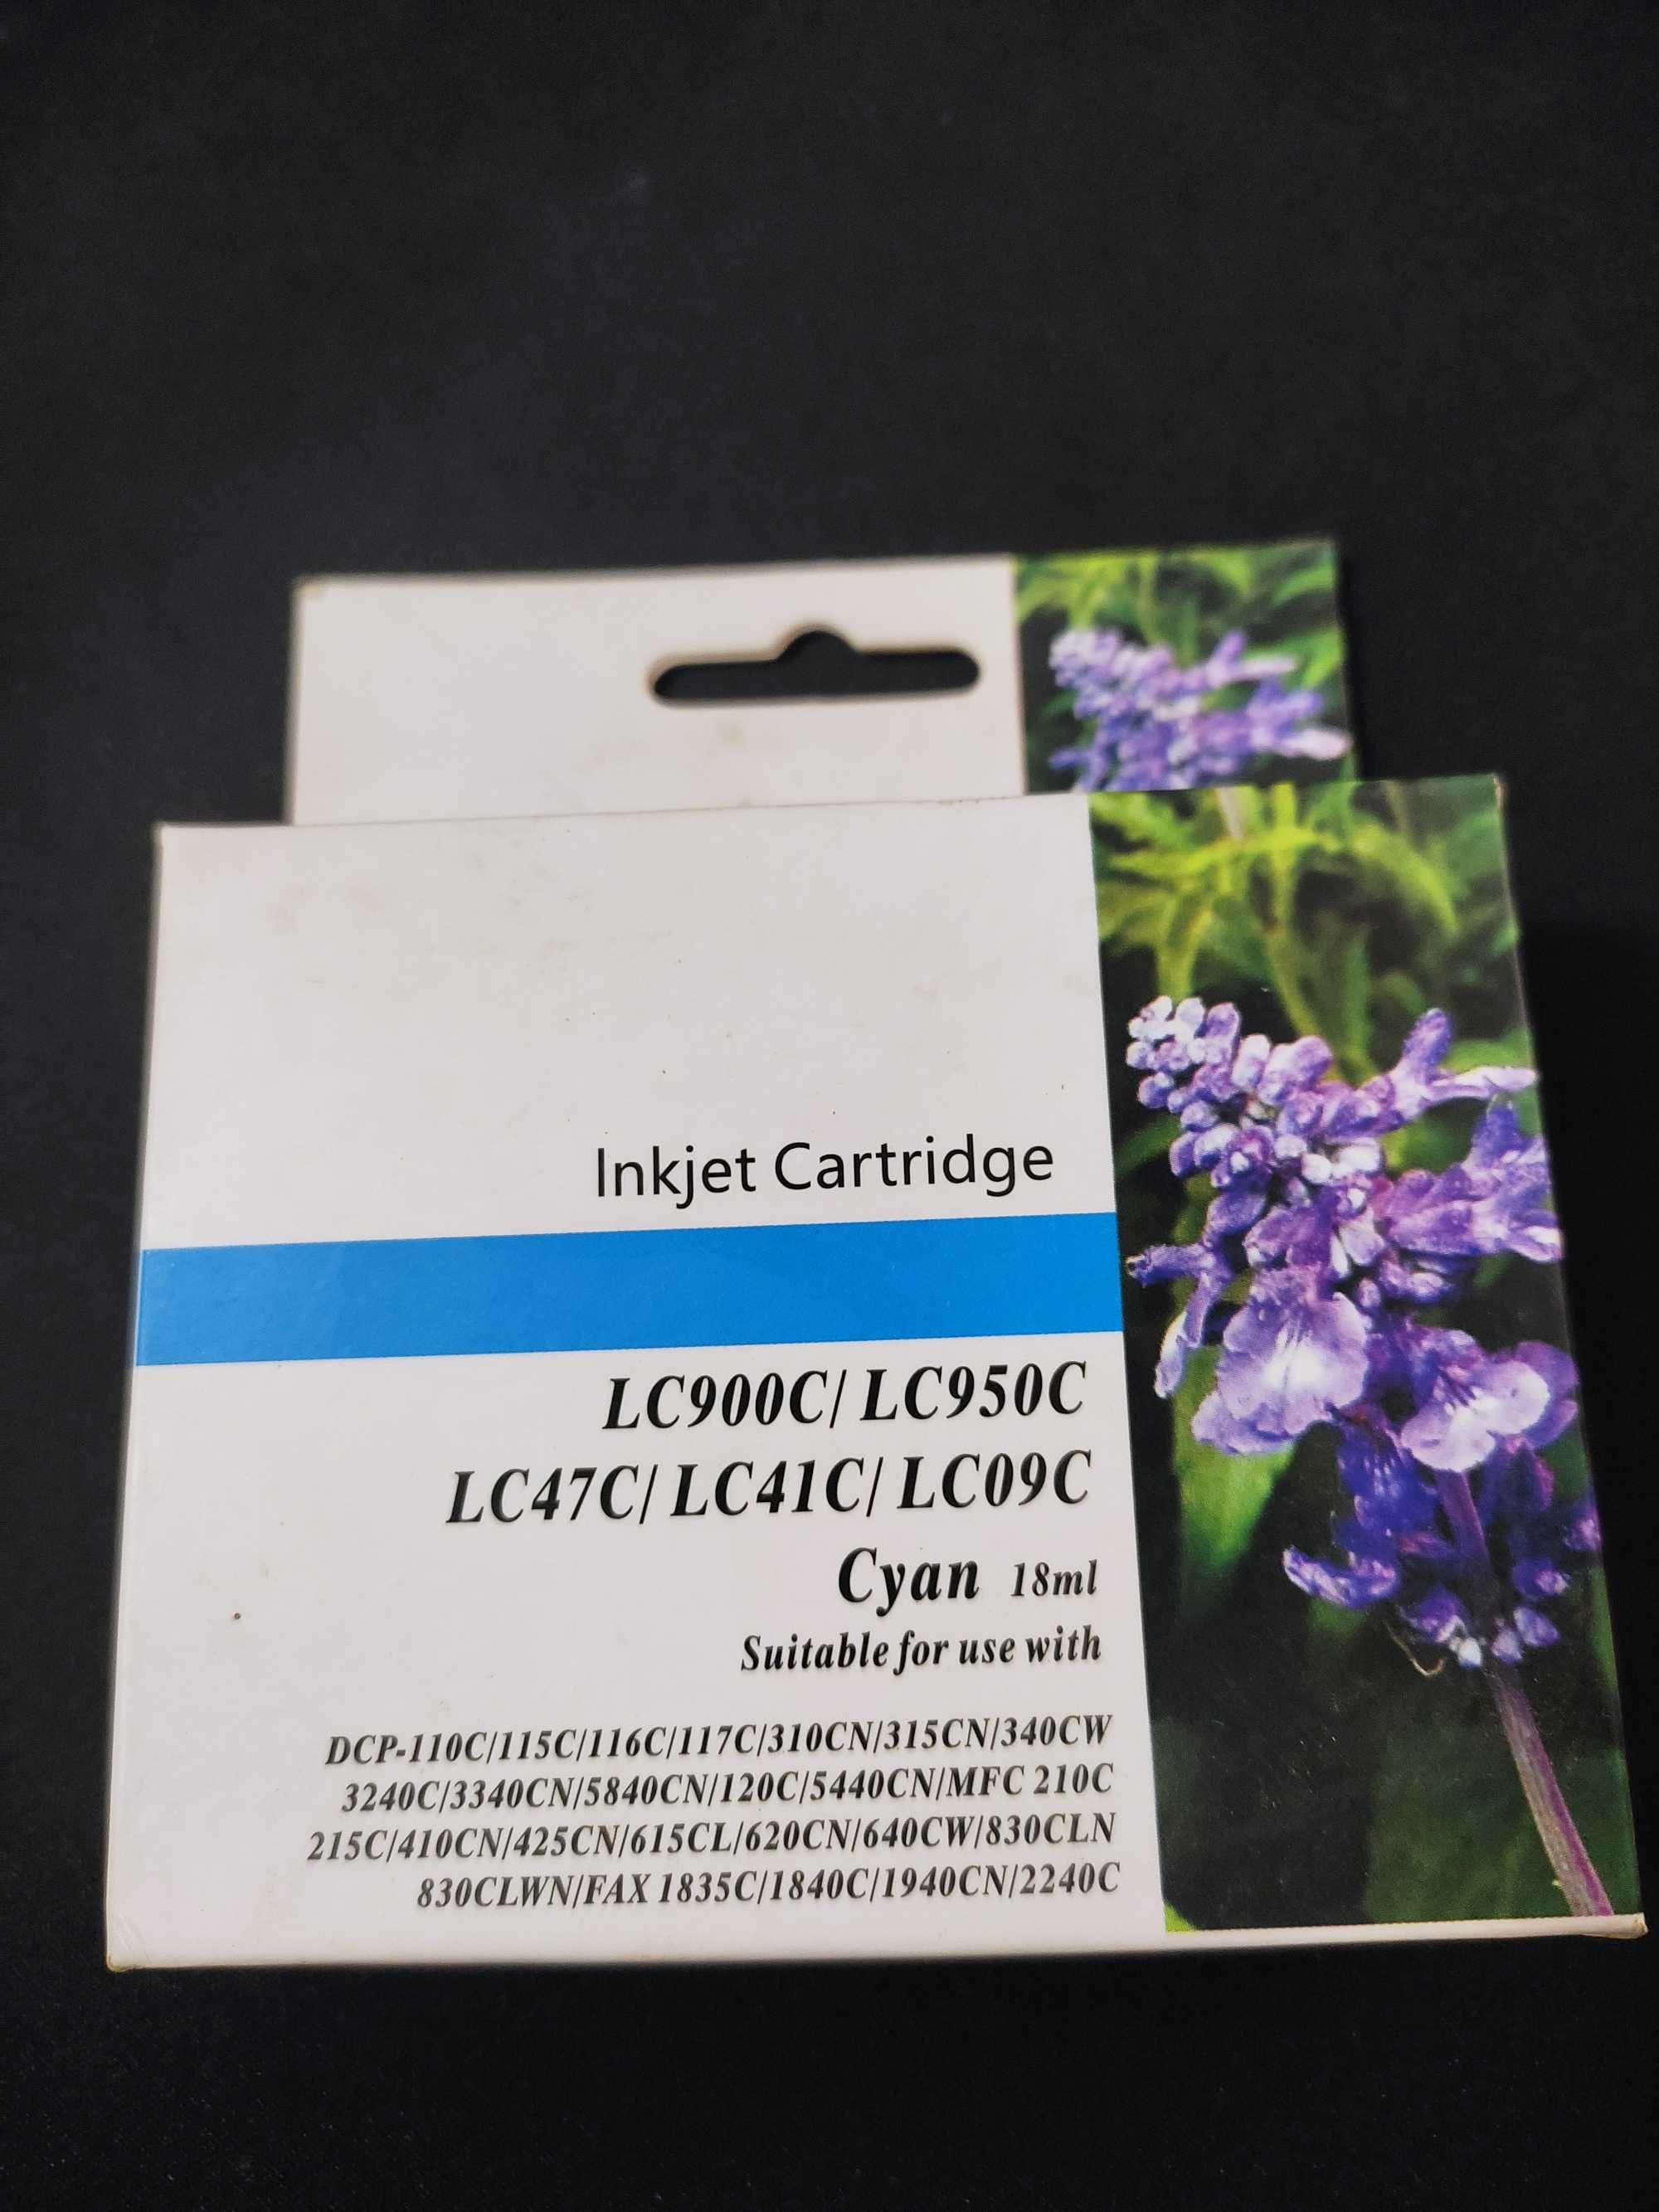 Inkjet Cartridge
LC900C/ LC950C
LC47C/ LC41C/ LC09C
Cyan 18ml
Suitable for use with
DCP-110C/115C/116C/117C/310CN/315CN/340CW
3240C/3340CN/5840CN/120C/5440CN/MFC 210C
215C/410CN/425CN/615CL/620CN/640CW/830CLN
830CLWN/FAX 1835C/1840C/1940CN/2240C